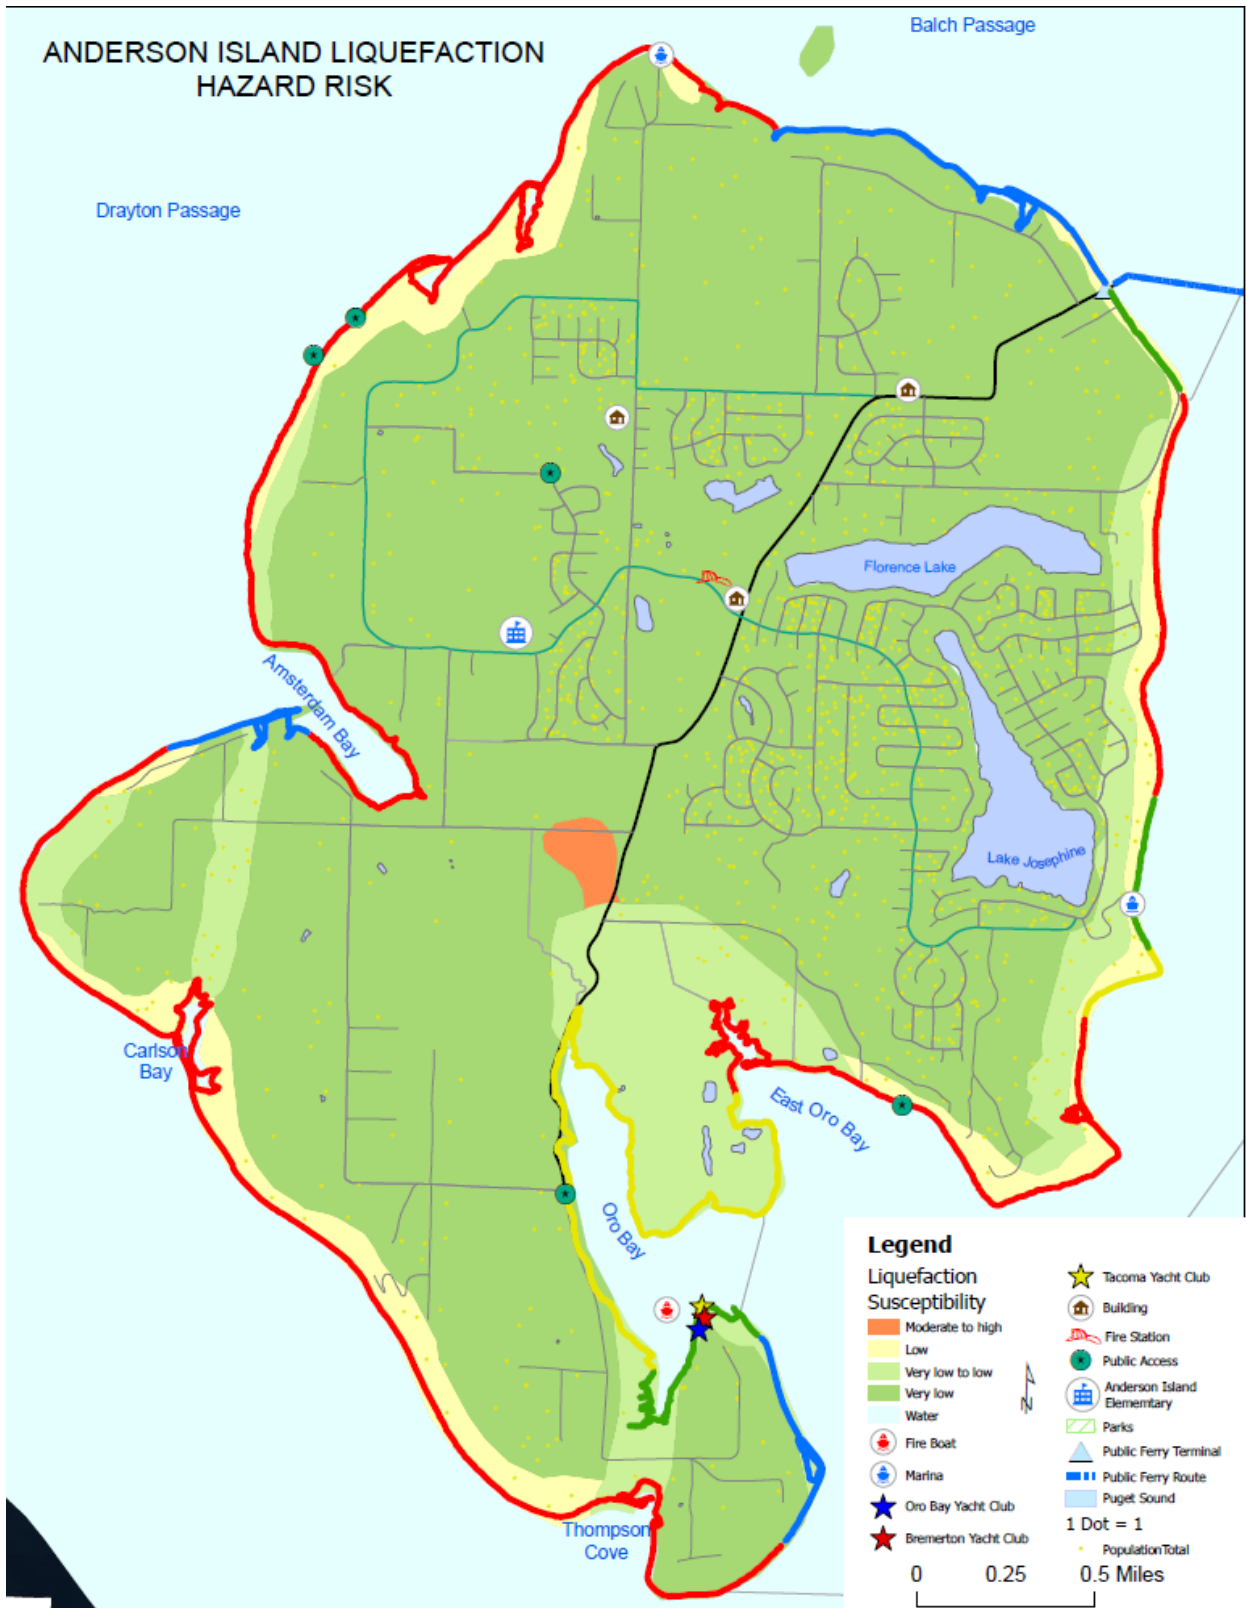 ANDERSON ISLAND LIQUEFACTION
HAZARD RISK
Balch Passage
Drayton Passage
Florence Lake
Amsterdam Bay
Lake Josephine
Carlson
Bay
East Oro Bay
Oro Bay
Thompson
Cove
Legend
Liquefaction
Susceptibility
Moderate to high
Low
Very low to low
Very low
Water
Fire Boat
Marina
Oro Bay Yacht Club
Bremerton Yacht Club
N
Tacoma Yacht Club
Building
Fire Station
Public Access
Anderson Island
Elememtary
Parks
Public Ferry Terminal
Public Ferry Route
Puget Sound
1 Dot = 1
PopulationTotal
0 0.25 0.5 Miles